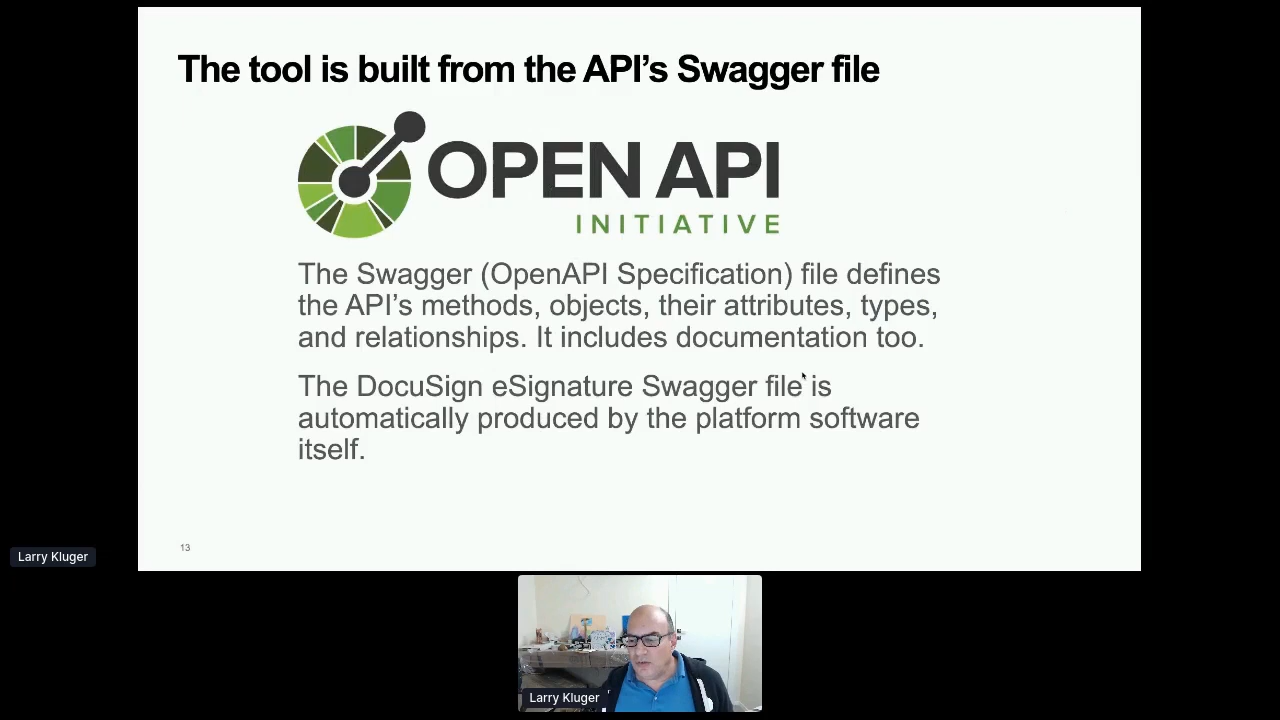 The tool is built from the API’s Swagger file
OPEN API
INITIATIVE
The Swagger (OpenAPI Specification) file defines
the API’s methods, objects, their attributes, types,
and relationships. It includes documentation too.
The DocuSign eSignature Swagger file is
automatically produced by the platform software
itself.
13
Larry Kluger
Larry Kluger